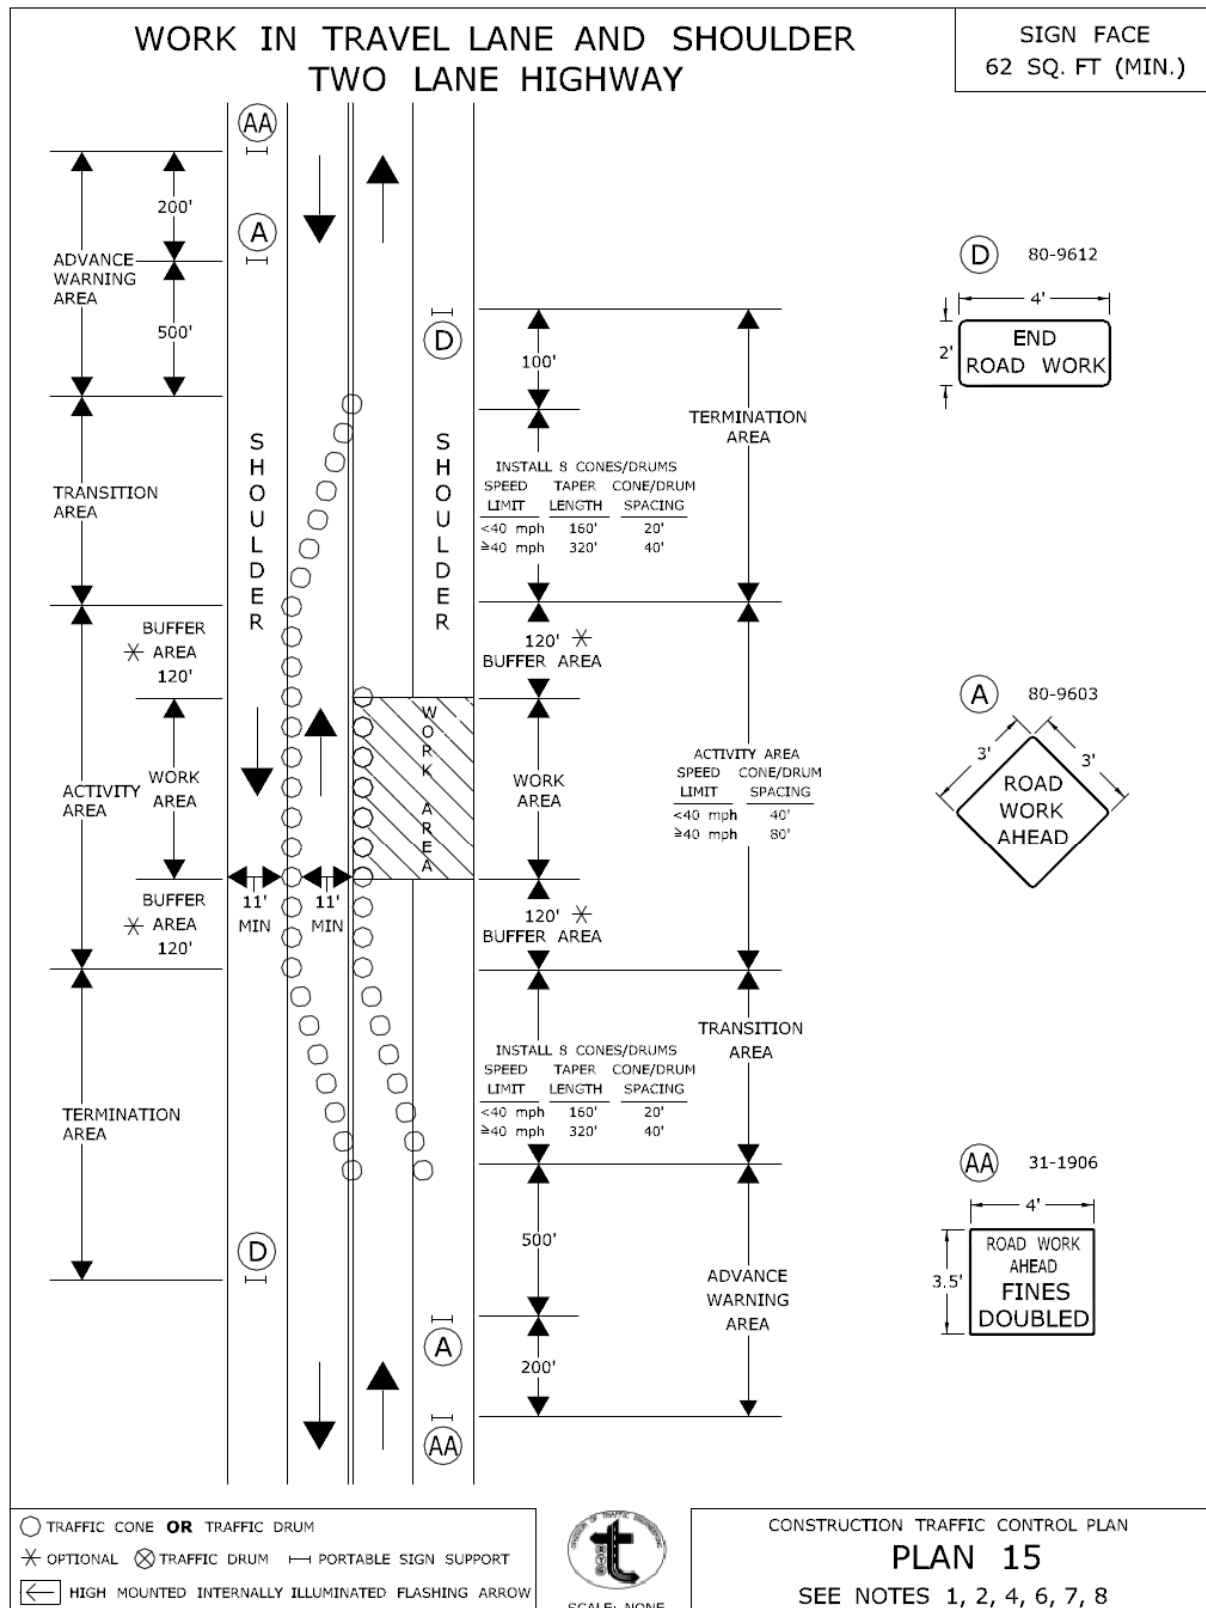 WORK IN TRAVEL LANE AND SHOULDER
TWO LANE HIGHWAY
SIGN FACE
62 SQ. FT (MIN.)
AA
200'
A
ADVANCE
WARNING
AREA
500'
D
100'
TERMINATION
AREA
SHOULDER
SHOULDER
TRANSITION
AREA
INSTALL 8 CONES/DRUMS
SPEED TAPER CONE/DRUM
LIMIT LENGTH SPACING
<40 mph 160' 20'
≥40 mph 320' 40'
BUFFER
* AREA
120'
120' *
BUFFER AREA
WORK AREA
ACTIVITY
AREA
WORK
AREA
WORK
AREA
ACTIVITY AREA
SPEED CONE/DRUM
LIMIT SPACING
<40 mph 40'
≥40 mph 80'
BUFFER
* AREA
120'
11'
MIN
11'
MIN
120' *
BUFFER AREA
TRANSITION
AREA
INSTALL 8 CONES/DRUMS
SPEED TAPER CONE/DRUM
LIMIT LENGTH SPACING
<40 mph 160' 20'
≥40 mph 320' 40'
TERMINATION
AREA
D
500'
ADVANCE
WARNING
AREA
A
200'
AA
D 80-9612
4'
2'
END
ROAD WORK
A 80-9603
3'
3'
ROAD
WORK
AHEAD
AA 31-1906
4'
3.5'
ROAD WORK
AHEAD
FINES
DOUBLED
TRAFFIC CONE OR TRAFFIC DRUM
* OPTIONAL TRAFFIC DRUM PORTABLE SIGN SUPPORT
HIGH MOUNTED INTERNALLY ILLUMINATED FLASHING ARROW
DIVISION OF TRAFFIC ENGINEERING
t
SCALE: NONE
CONSTRUCTION TRAFFIC CONTROL PLAN
PLAN 15
SEE NOTES 1, 2, 4, 6, 7, 8